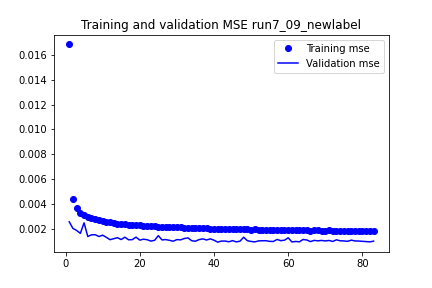 Training and validation MSE run7_09_newlabel
Training mse
Validation mse
0.016
0.014
0.012
0.010
0.008
0.006
0.004
0.002
0 20 40 60 80